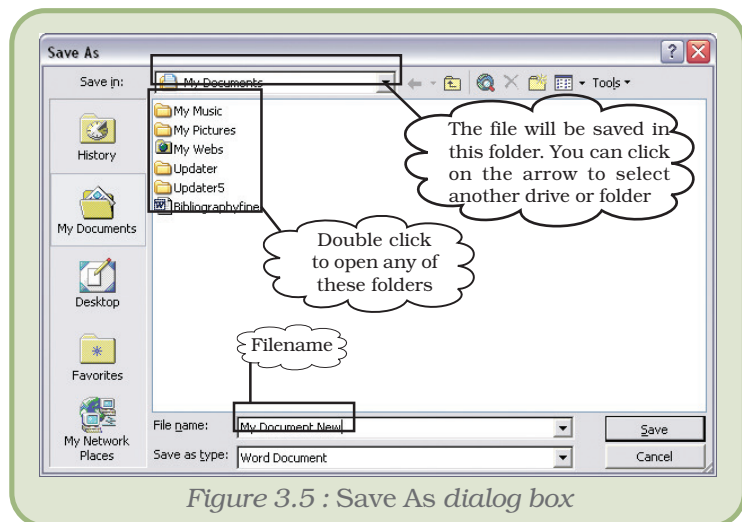 Save As
Save in:
My Documents
Tools
History
My Documents
Desktop
Favorites
My Network
Places
My Music
My Pictures
My Webs
Updater
Updater5
Bibliographyfine
The file will be saved in
this folder. You can click
on the arrow to select
another drive or folder
Double click
to open any of
these folders
Filename
File name:
My Document New
Save
Save as type:
Word Document
Cancel
Figure 3.5 : Save As dialog box